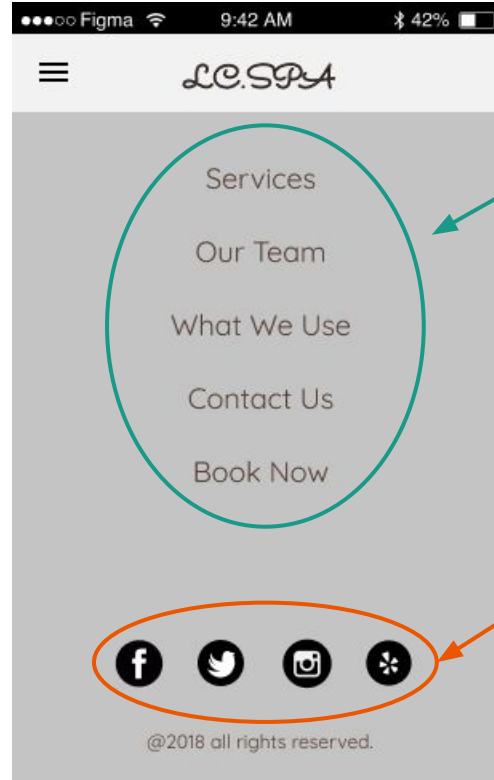 Figma 9:42 AM 42%
LC.SPA
Services
Our Team
What We Use
Contact Us
Book Now
@2018 all rights reserved.